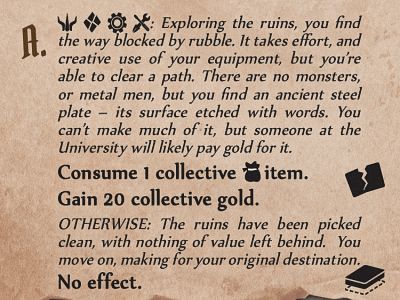 A.
: Exploring the ruins, you find
the way blocked by rubble. It takes effort, and
creative use of your equipment, but you're
able to clear a path. There are no monsters,
or metal men, but you find an ancient steel
plate – its surface etched with words. You
can't make much of it, but someone at the
University will likely pay gold for it.
Consume 1 collective item.
Gain 20 collective gold.
OTHERWISE: The ruins have been picked
clean, with nothing of value left behind. You
move on, making for your original destination.
No effect.